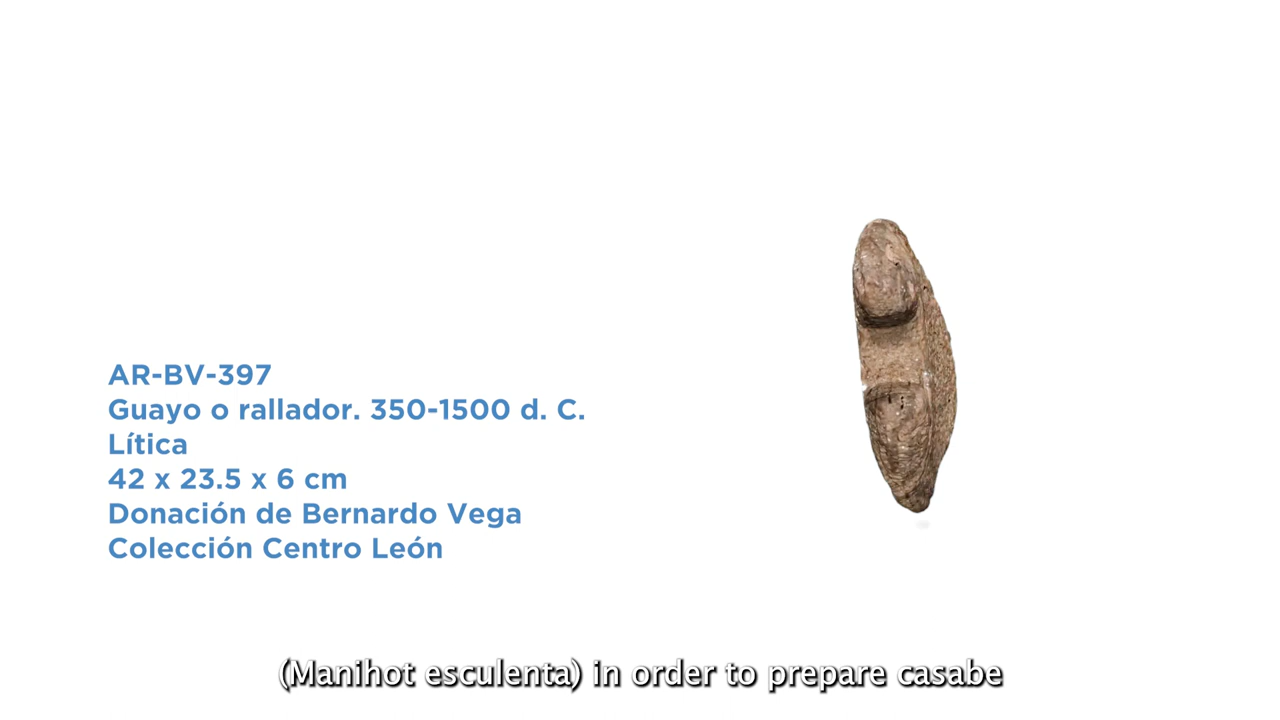 AR-BV-397
Guayo o rallador. 350-1500 d. C.
Lítica
42 x 23.5 x 6 cm
Donación de Bernardo Vega
Colección Centro León
(Manihot esculenta) in order to prepare casabe